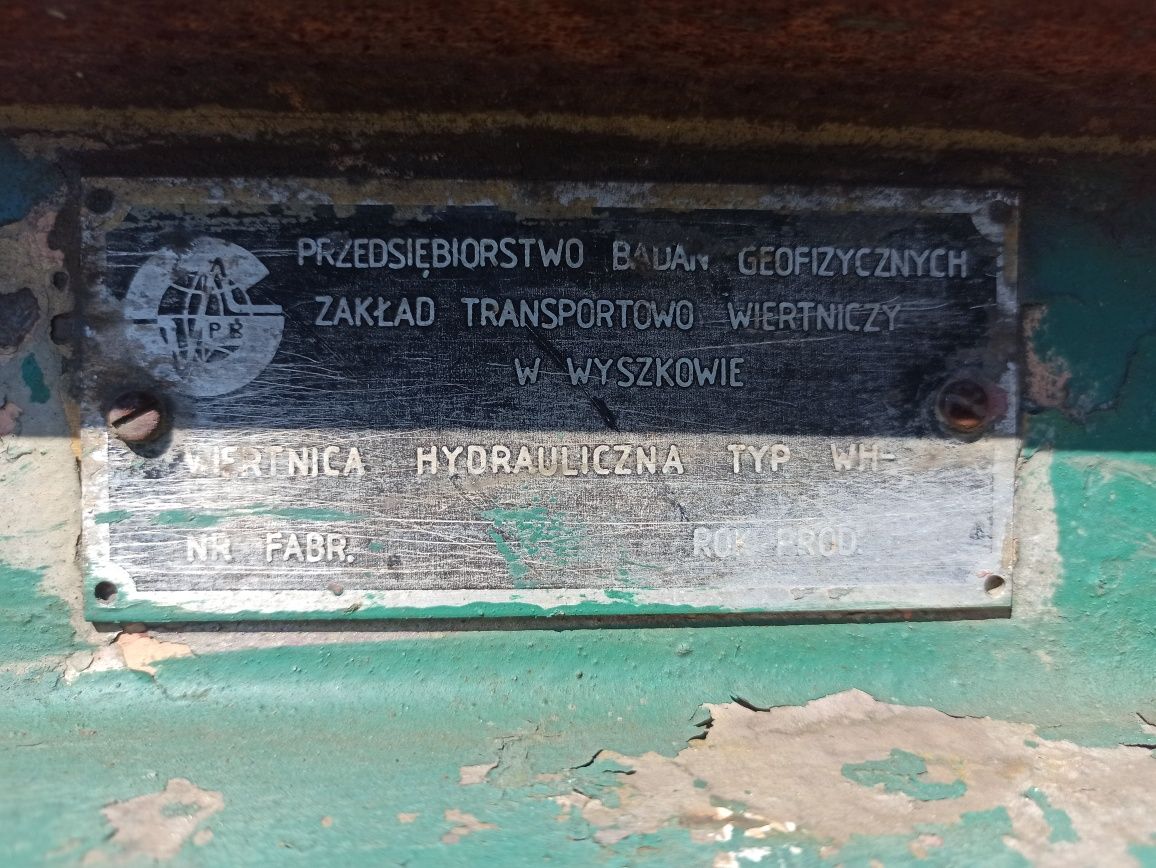 PRZEDSIĘBIORSTWO BADAŃ GEOFIZYCZNYCH
ZAKŁAD TRANSPORTOWO WIERTNICZY
W WYSZKOWIE
WIERTNICA HYDRAULICZNA TYP WH-
NR FABR. ROK PROD